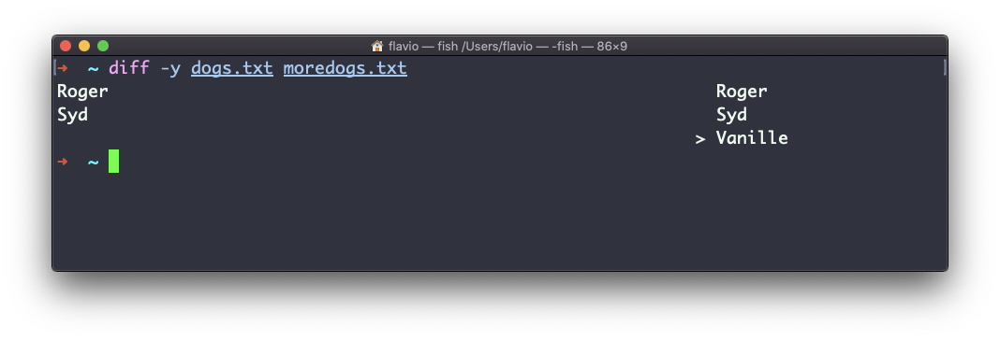 flavio — fish /Users/flavio — -fish — 86×9
➜  ~ diff -y dogs.txt moredogs.txt
Roger                                                           Roger
Syd                                                             Syd
                                                              > Vanille
➜  ~